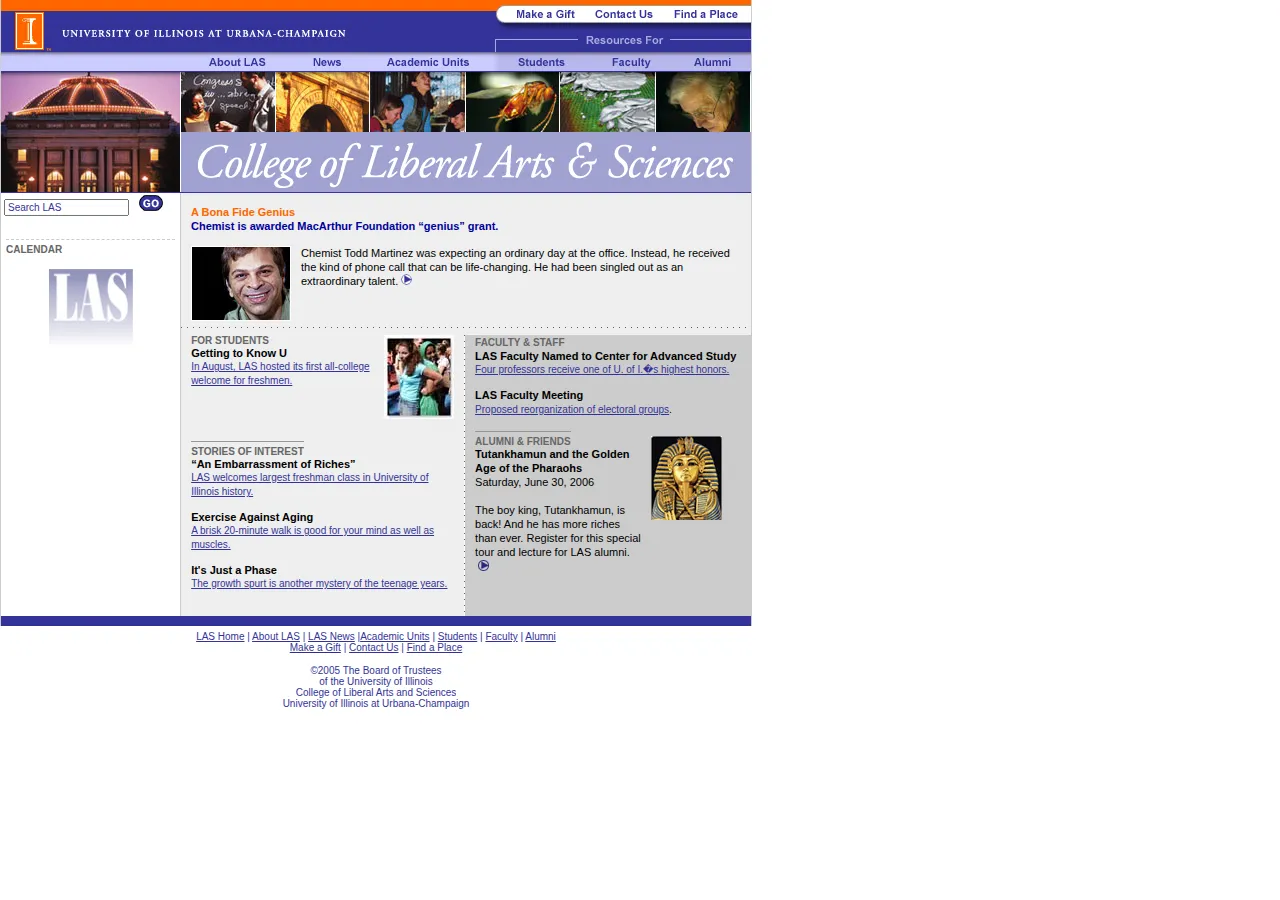 Make a Gift Contact Us Find a Place
I
UNIVERSITY OF ILLINOIS AT URBANA-CHAMPAIGN
Resources For
About LAS News Academic Units Students Faculty Alumni
Congress
abri
speech
College of Liberal Arts & Sciences
Search LAS GO
CALENDAR
LAS
A Bona Fide Genius
Chemist is awarded MacArthur Foundation “genius” grant.
Chemist Todd Martinez was expecting an ordinary day at the office. Instead, he received
the kind of phone call that can be life-changing. He had been singled out as an
extraordinary talent.
FOR STUDENTS
Getting to Know U
In August, LAS hosted its first all-college
welcome for freshmen.
STORIES OF INTEREST
“An Embarrassment of Riches”
LAS welcomes largest freshman class in University of
Illinois history.
Exercise Against Aging
A brisk 20-minute walk is good for your mind as well as
muscles.
It's Just a Phase
The growth spurt is another mystery of the teenage years.
FACULTY & STAFF
LAS Faculty Named to Center for Advanced Study
Four professors receive one of U. of I.�s highest honors.
LAS Faculty Meeting
Proposed reorganization of electoral groups.
ALUMNI & FRIENDS
Tutankhamun and the Golden
Age of the Pharaohs
Saturday, June 30, 2006
The boy king, Tutankhamun, is
back! And he has more riches
than ever. Register for this special
tour and lecture for LAS alumni.
LAS Home | About LAS | LAS News |Academic Units | Students | Faculty | Alumni
Make a Gift | Contact Us | Find a Place
©2005 The Board of Trustees
of the University of Illinois
College of Liberal Arts and Sciences
University of Illinois at Urbana-Champaign